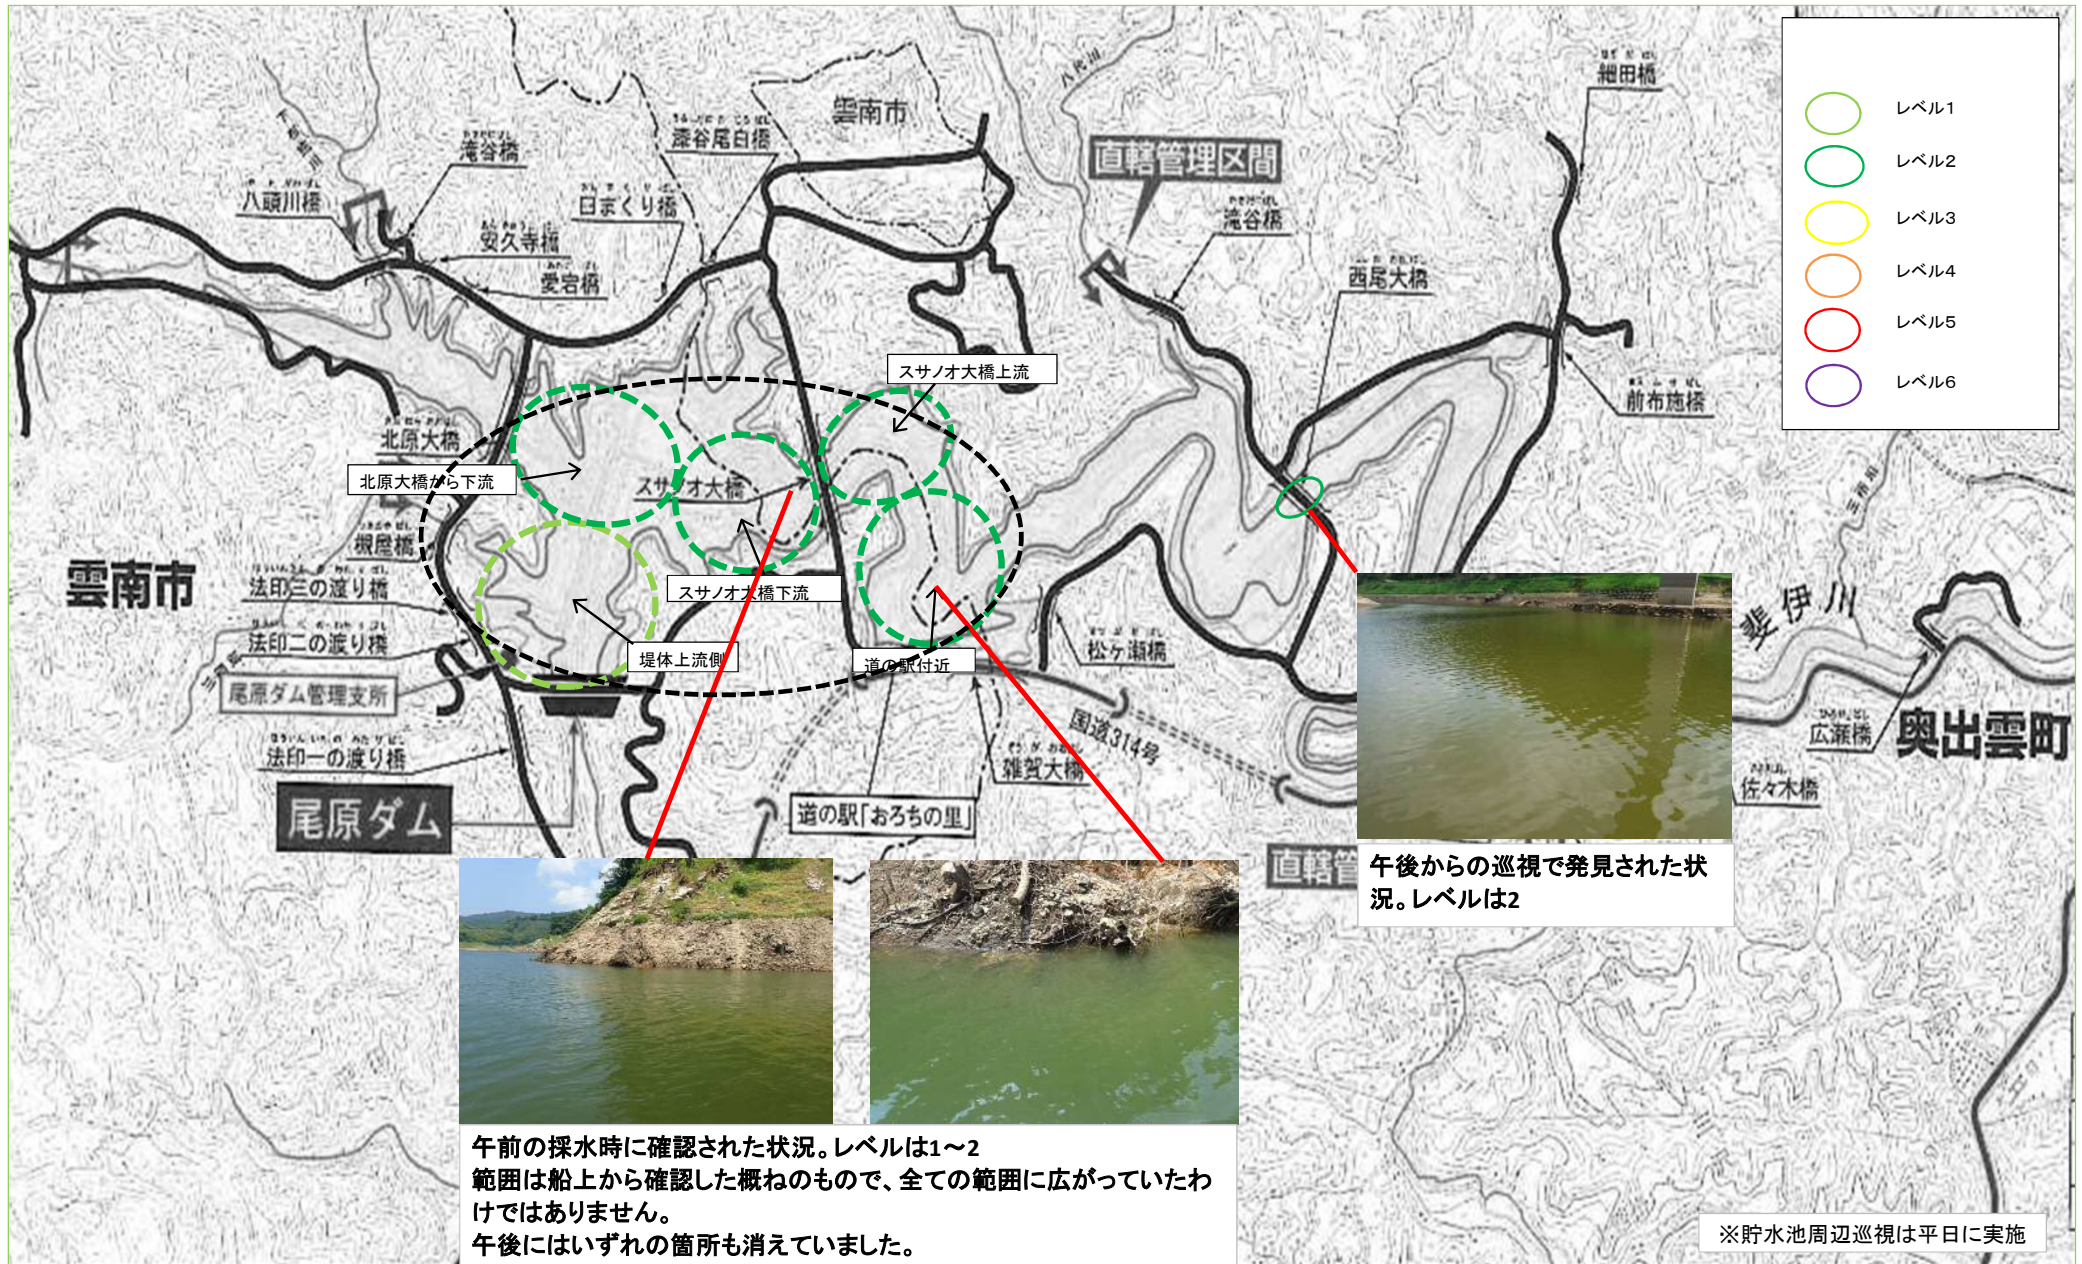 レベル1
レベル2
レベル3
レベル4
レベル5
レベル6
細田橋
八代川
雲南市
滝谷橋
八頭川橋
安久寺橋
愛宕橋
日まくり橋
直轄管理区間
滝谷橋
西尾大橋
前布施橋
スサノオ大橋上流
北原大橋
北原大橋から下流
スサノオ大橋
スサノオ大橋下流
槻屋橋
雲南市
法印三の渡り橋
法印二の渡り橋
尾原ダム管理支所
法印一の渡り橋
尾原ダム
堤体上流側
道の駅付近
松ヶ瀬橋
国道314号
雑賀大橋
道の駅「おろちの里」
斐伊川
広瀬橋
奥出雲町
佐々木橋
直轄管
午後からの巡視で発見された状
況。レベルは2
午前の採水時に確認された状況。レベルは1～2
範囲は船上から確認した概ねのもので、全ての範囲に広がっていたわ
けではありません。
午後にはいずれの箇所も消えていました。
※貯水池周辺巡視は平日に実施